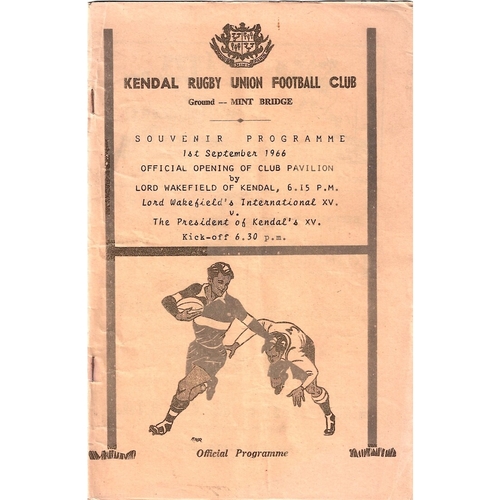 KENDAL RUGBY UNION FOOTBALL CLUB
Ground -- MINT BRIDGE
SOUVENIR PROGRAMME
1st September 1966
OFFICIAL OPENING OF CLUB PAVILION
by
LORD WAKEFIELD OF KENDAL, 6.15 P.M.
Lord Wakefield's International XV.
v.
The President of Kendal's XV.
Kick-off 6.30 p.m.
Official Programme